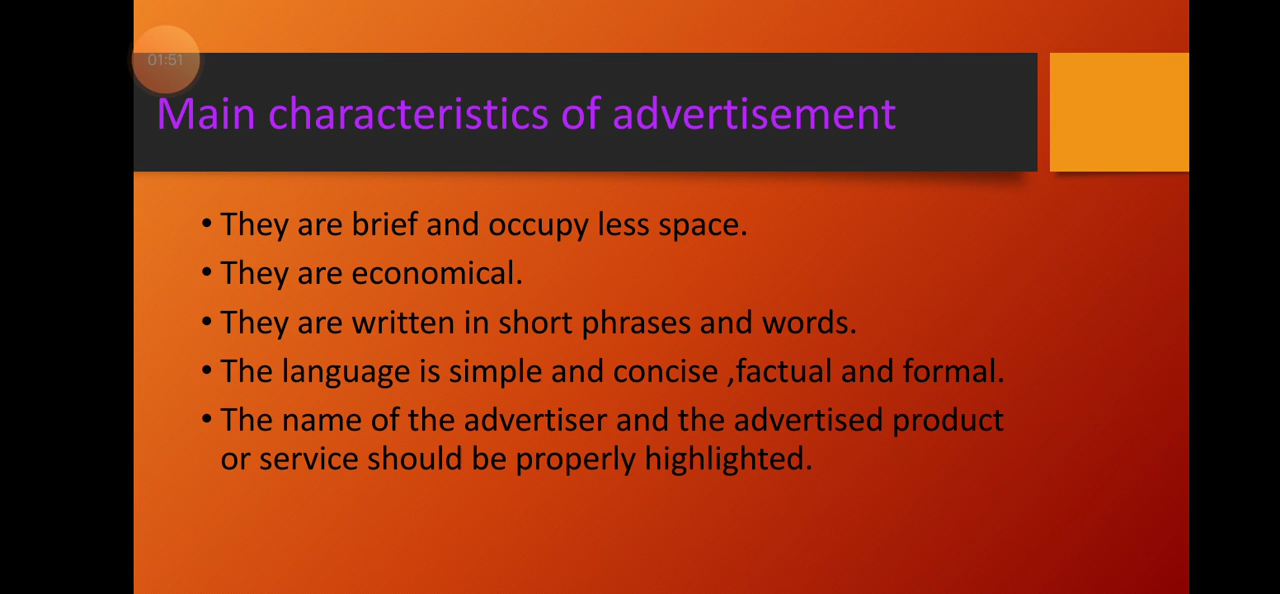 01:51
Main characteristics of advertisement
• They are brief and occupy less space.
• They are economical.
• They are written in short phrases and words.
• The language is simple and concise ,factual and formal.
• The name of the advertiser and the advertised product
or service should be properly highlighted.